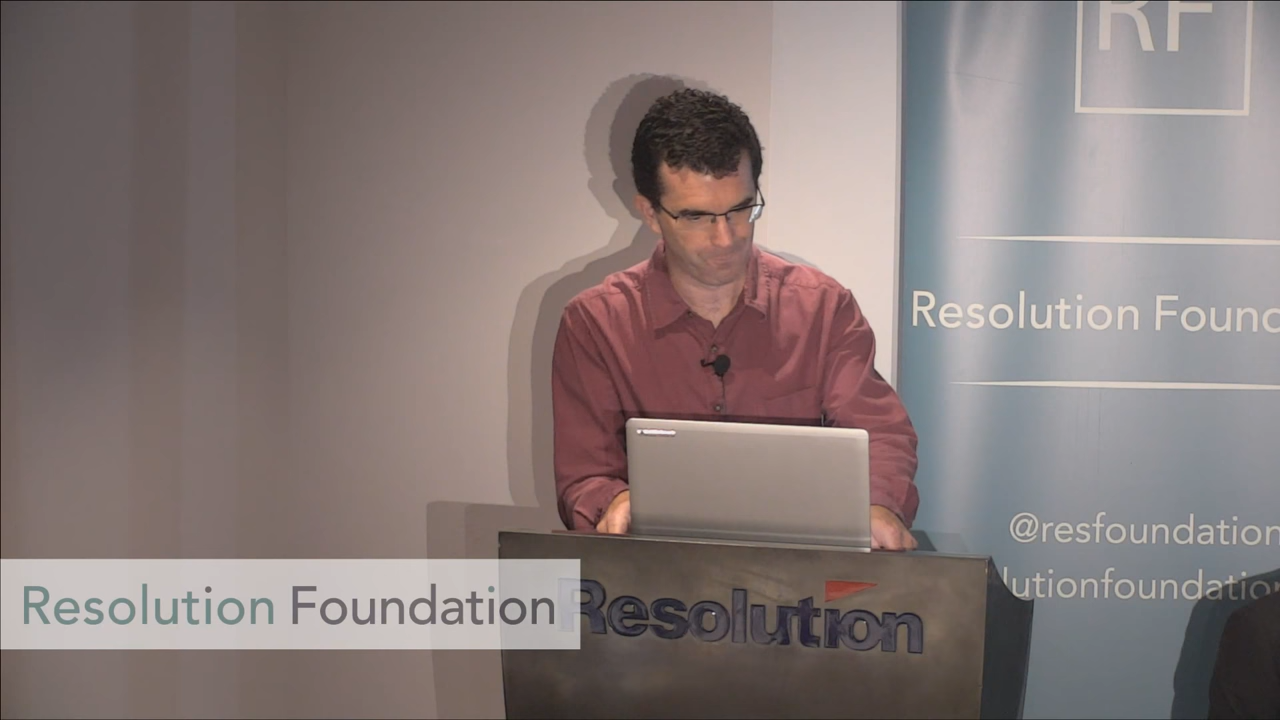 RF
Resolution Found
@resfoundation
lutionfoundation
Resolution Foundation
Resolution